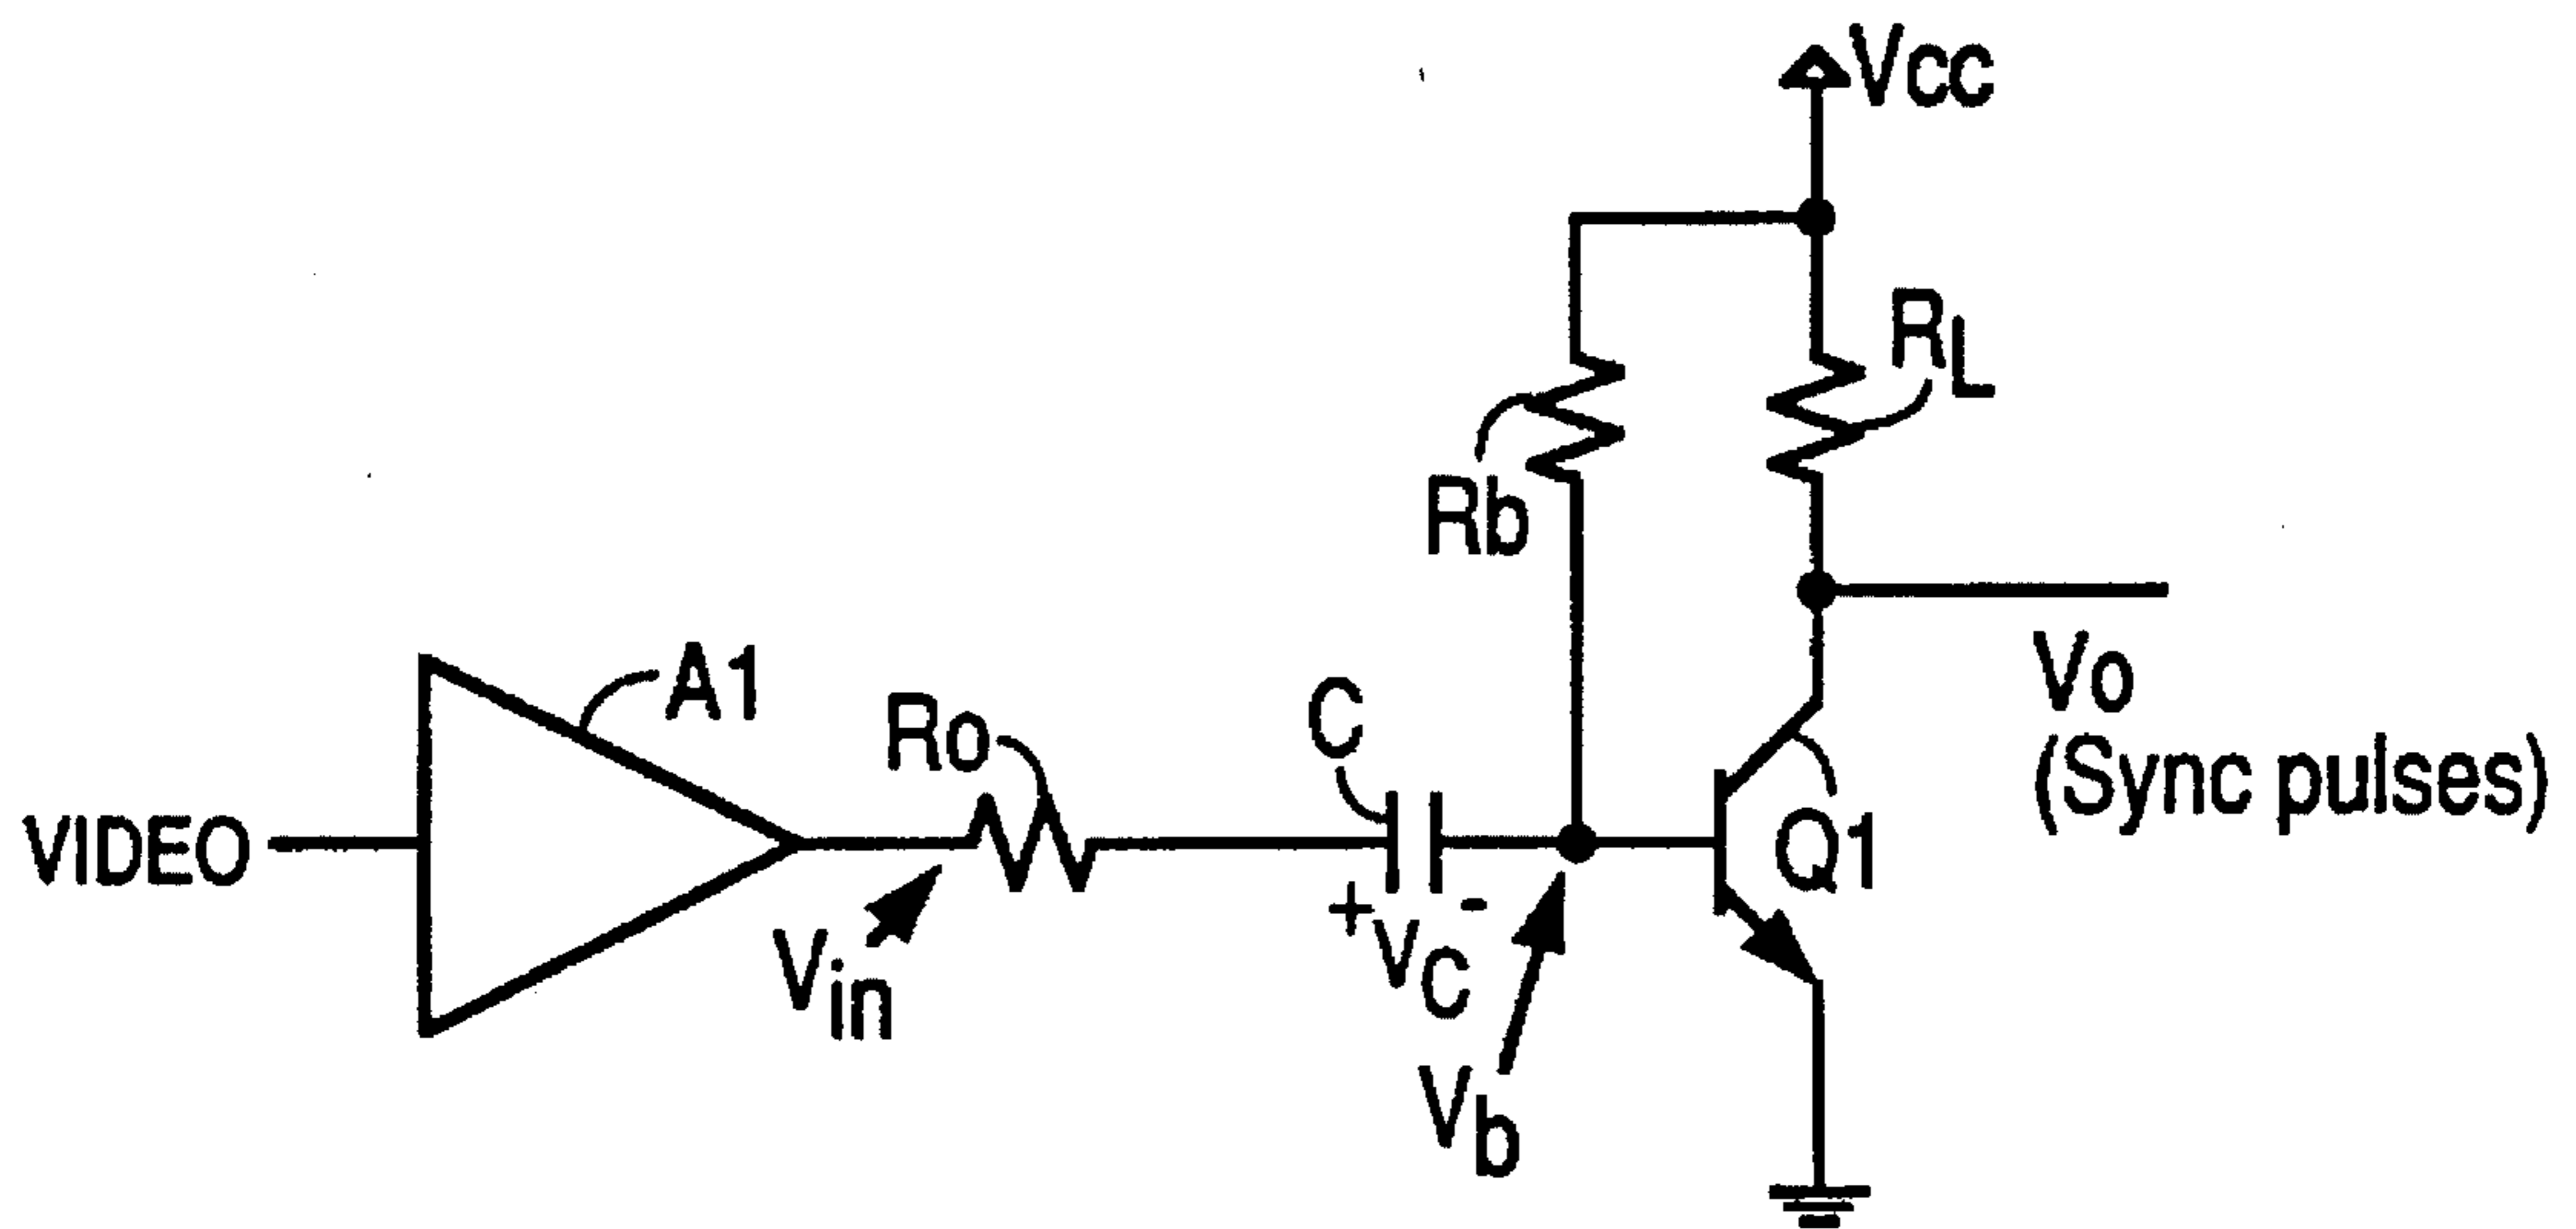 Vcc
RL
Rb
A1
Ro
C
VIDEO
Vin
+ -
VC
Vb
Q1
Vo
(Sync pulses)